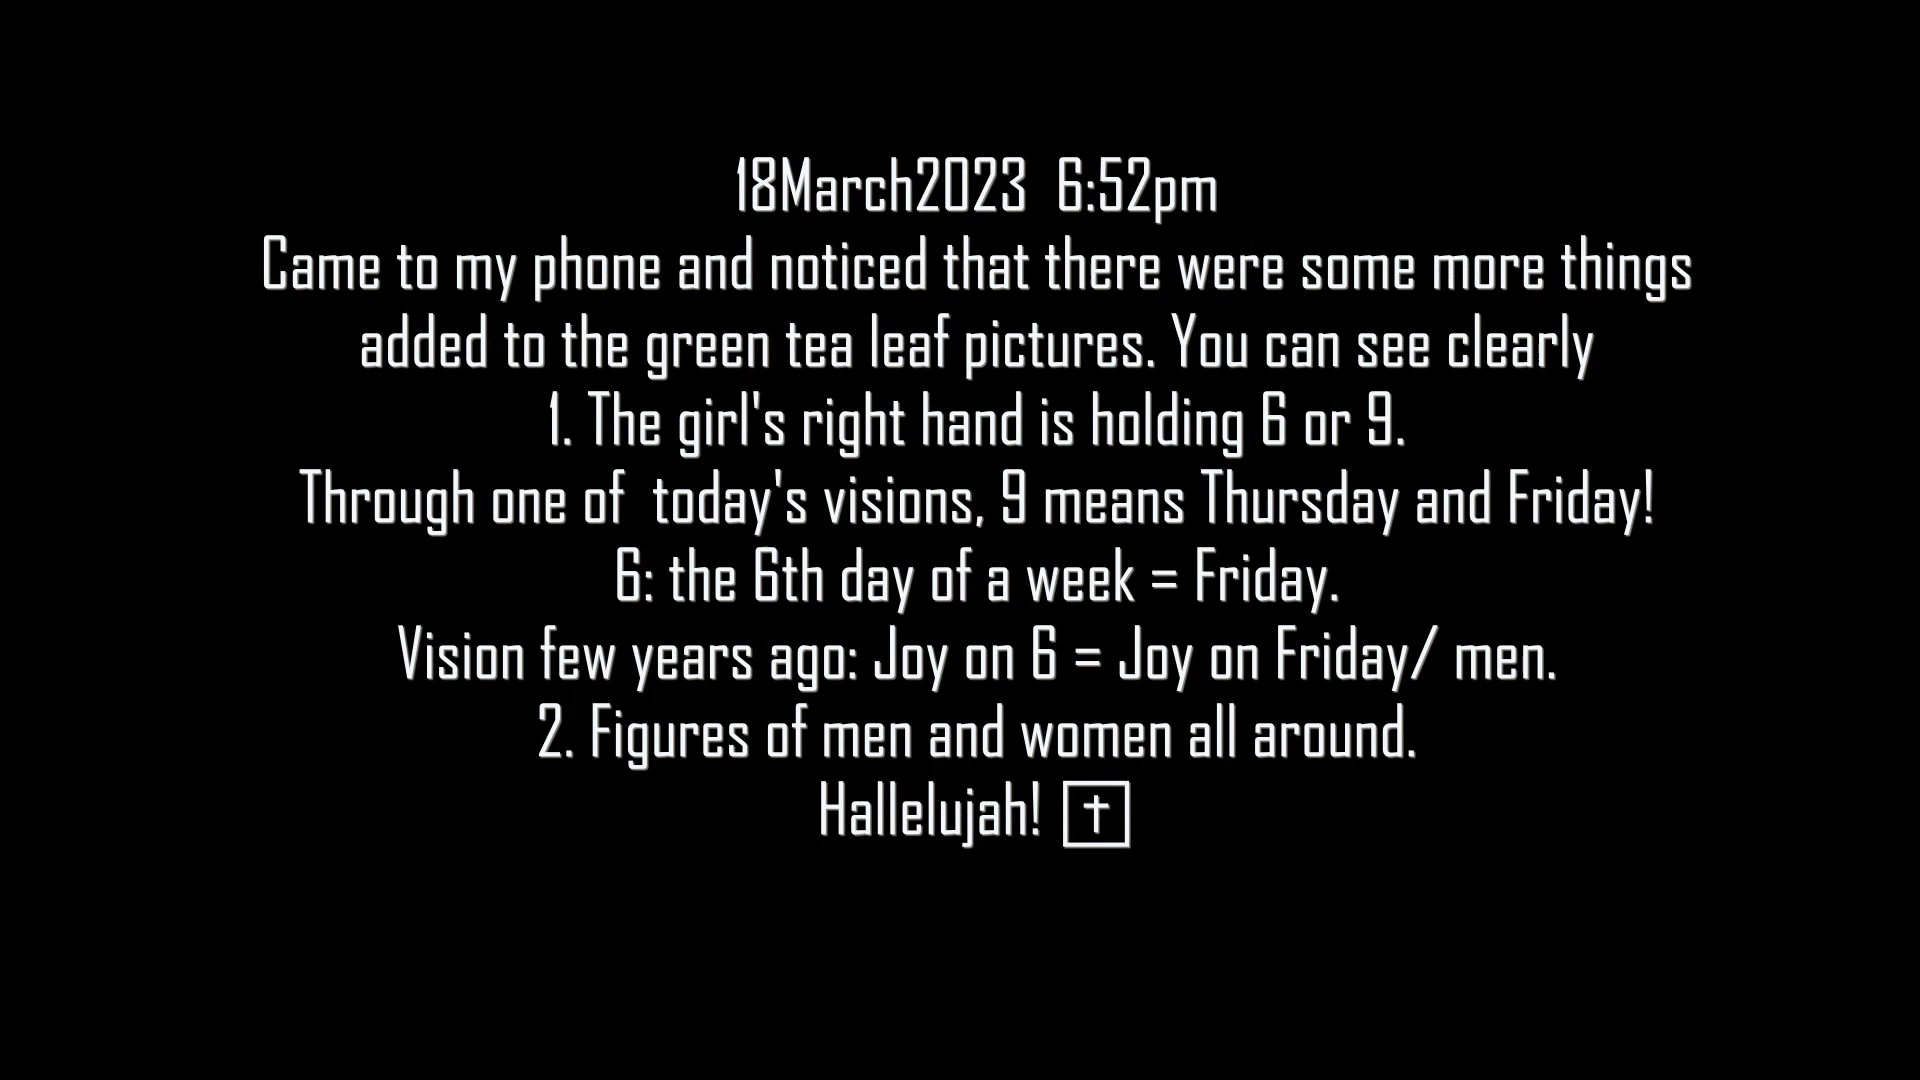 18March2023  6:52pm
Came to my phone and noticed that there were some more things
added to the green tea leaf pictures. You can see clearly
1. The girl's right hand is holding 6 or 9.
Through one of  today's visions, 9 means Thursday and Friday!
6: the 6th day of a week = Friday.
Vision few years ago: Joy on 6 = Joy on Friday/ men.
2. Figures of men and women all around.
Hallelujah! ✝